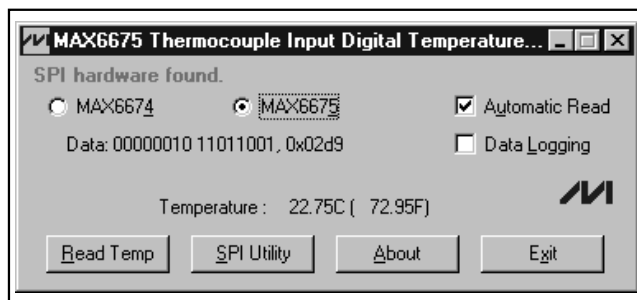 MAX6675 Thermocouple Input Digital Temperature...
SPI hardware found.
MAX6674 MAX6675 Automatic Read
Data: 00000010 11011001, 0x02d9 Data Logging
Temperature : 22.75C ( 72.95F)
Read Temp SPI Utility About Exit